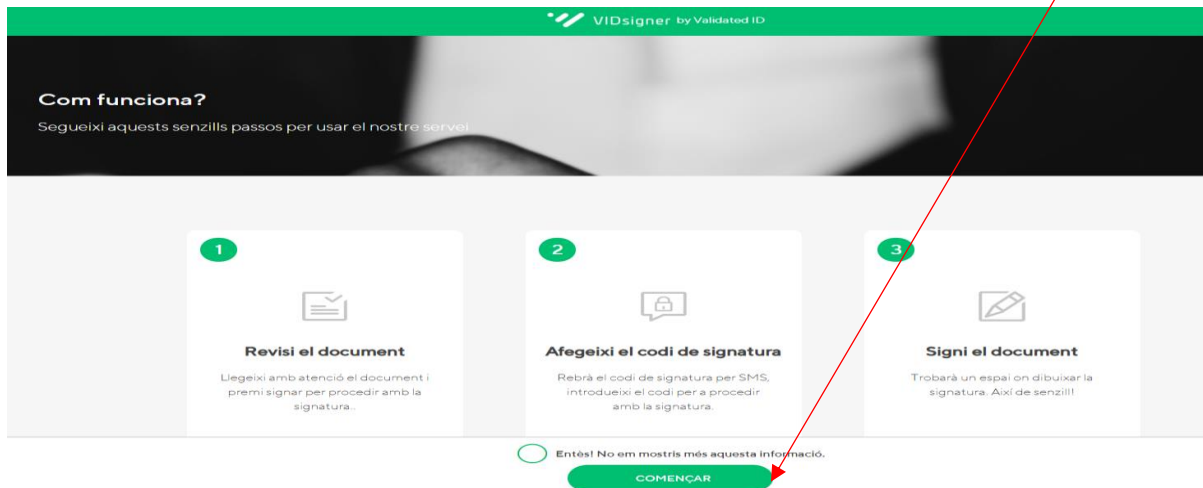 VIDsigner by Validated ID
Com funciona?
Segueixi aquests senzills passos per usar el nostre servei
1
2
3
Revisi el document
Afegeixi el codi de signatura
Signi el document
Llegeixi amb atenció el document i
premi signar per procedir amb la
signatura..
Rebrà el codi de signatura per SMS,
introdueixi el codi per a procedir
amb la signatura.
Trobarà un espai on dibuixar la
signatura. Així de senzill!
Entès! No em mostris més aquesta informació.
COMENÇAR